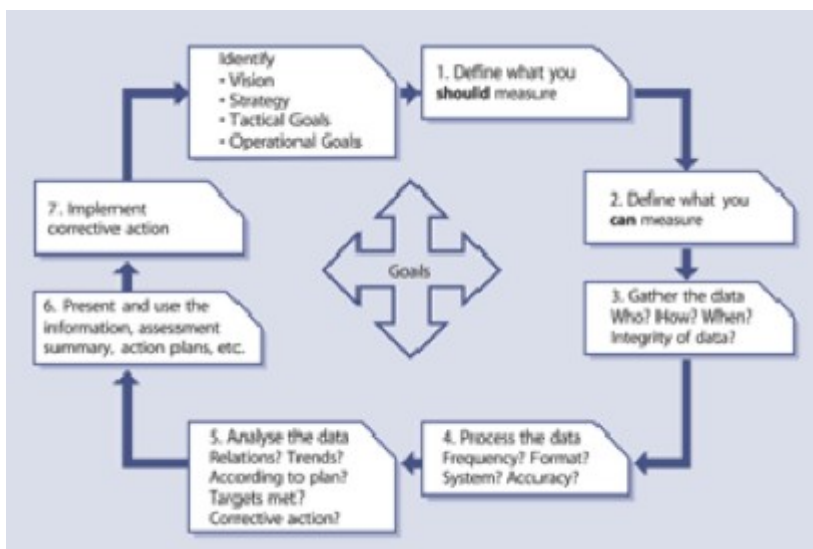 Identify
• Vision
• Strategy
• Tactical Goals
• Operational Goals
1. Define what you
should measure
2. Define what you
can measure
3. Gather the data
Who? How? When?
Integrity of data?
4. Process the data
Frequency? Format?
System? Accuracy?
5. Analyse the data
Relations? Trends?
According to plan?
Targets met?
Corrective action?
6. Present and use the
information, assessment
summary, action plans, etc.
7. Implement
corrective action
Goals